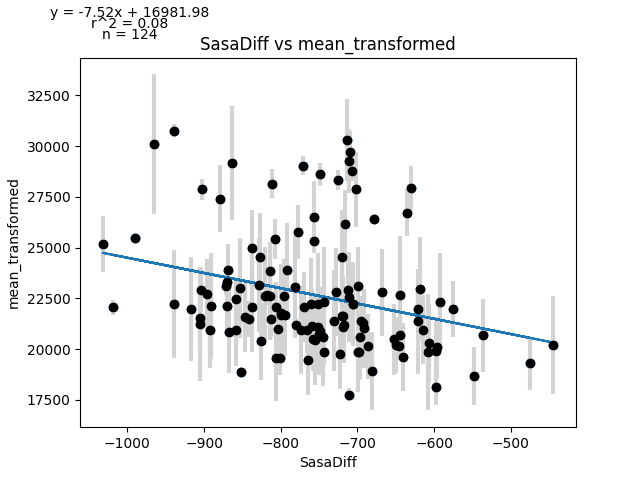 y = -7.52x + 16981.98
r^2 = 0.08
n = 124
SasaDiff vs mean_transformed
mean_transformed
32500
30000
27500
25000
22500
20000
17500
−1000
−900
−800
−700
−600
−500
SasaDiff